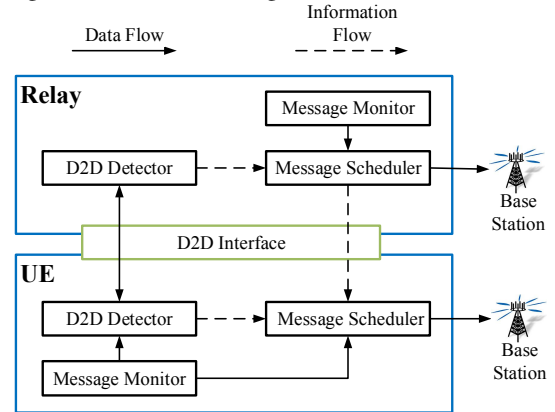 Data Flow
Information
Flow
Relay
Message Monitor
D2D Detector
Message Scheduler
Base
Station
D2D Interface
UE
D2D Detector
Message Scheduler
Message Monitor
Base
Station